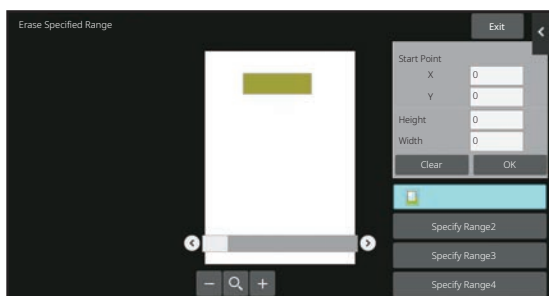 Erase Specified Range
Exit
Start Point
X 0
Y 0
Height 0
Width 0
Clear OK
Specify Range2
Specify Range3
Specify Range4